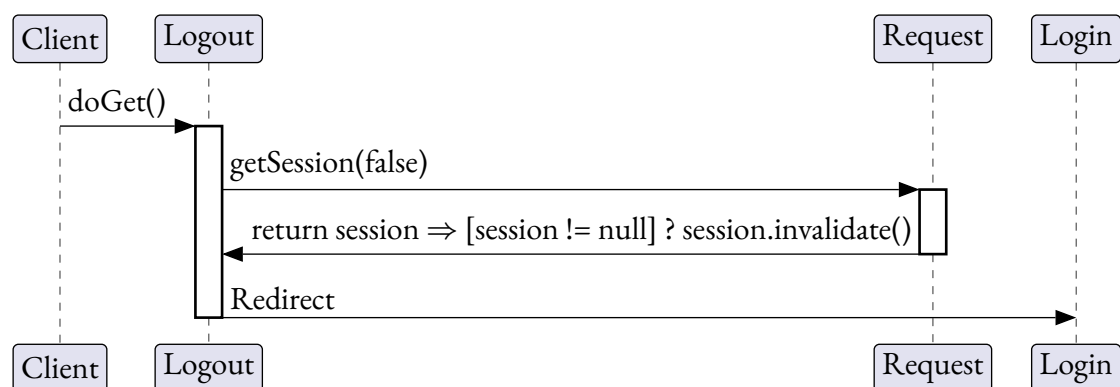 Client Logout Request Login
doGet()
getSession(false)
return session ⇒ [session != null] ? session.invalidate()
Redirect
Client Logout Request Login